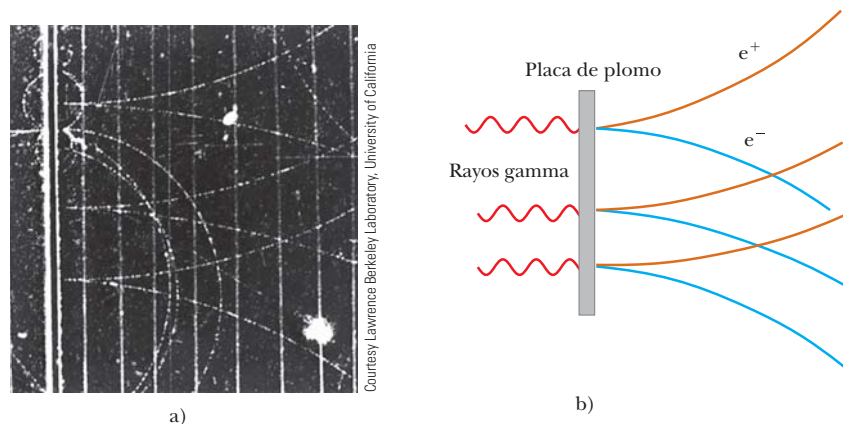 Courtesy Lawrence Berkeley Laboratory, University of California
a)
Placa de plomo
e+
e−
Rayos gamma
b)